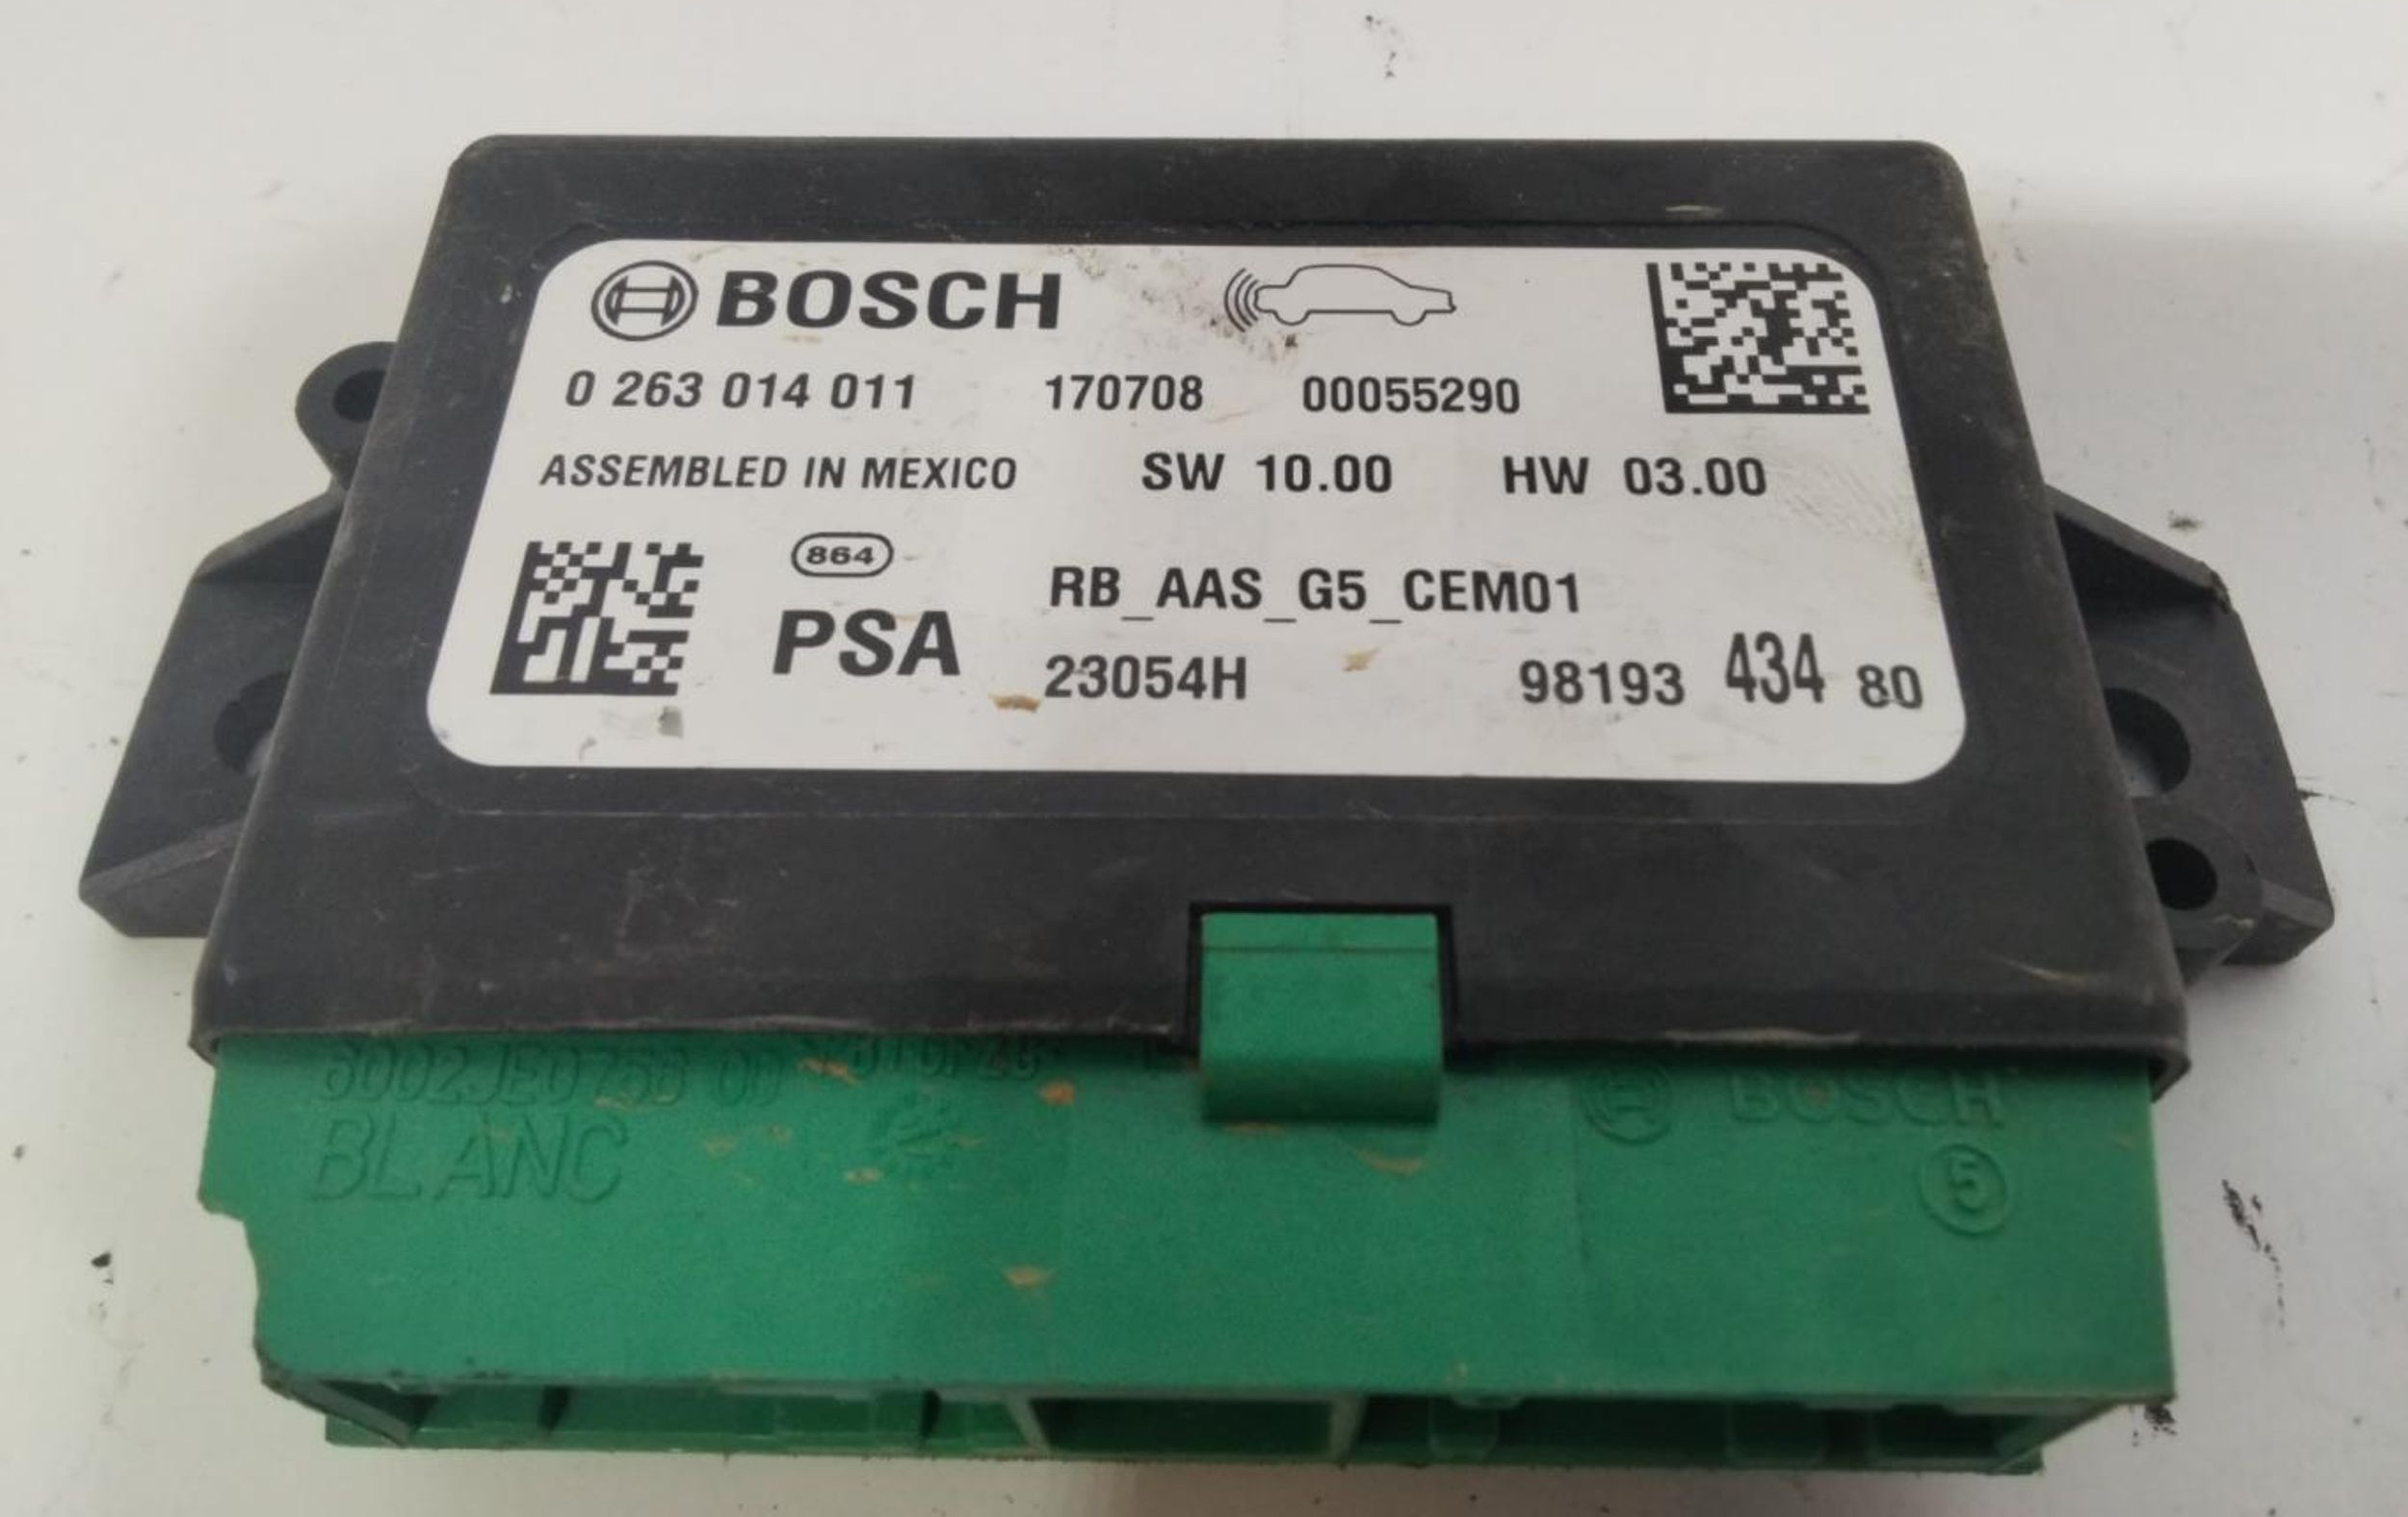 BOSCH
0 263 014 011 170708 00055290
ASSEMBLED IN MEXICO SW 10.00 HW 03.00
864
PSA
RB_AAS_G5_CEM01
23054H 98193 434 80
BOSCH
BLANC
5